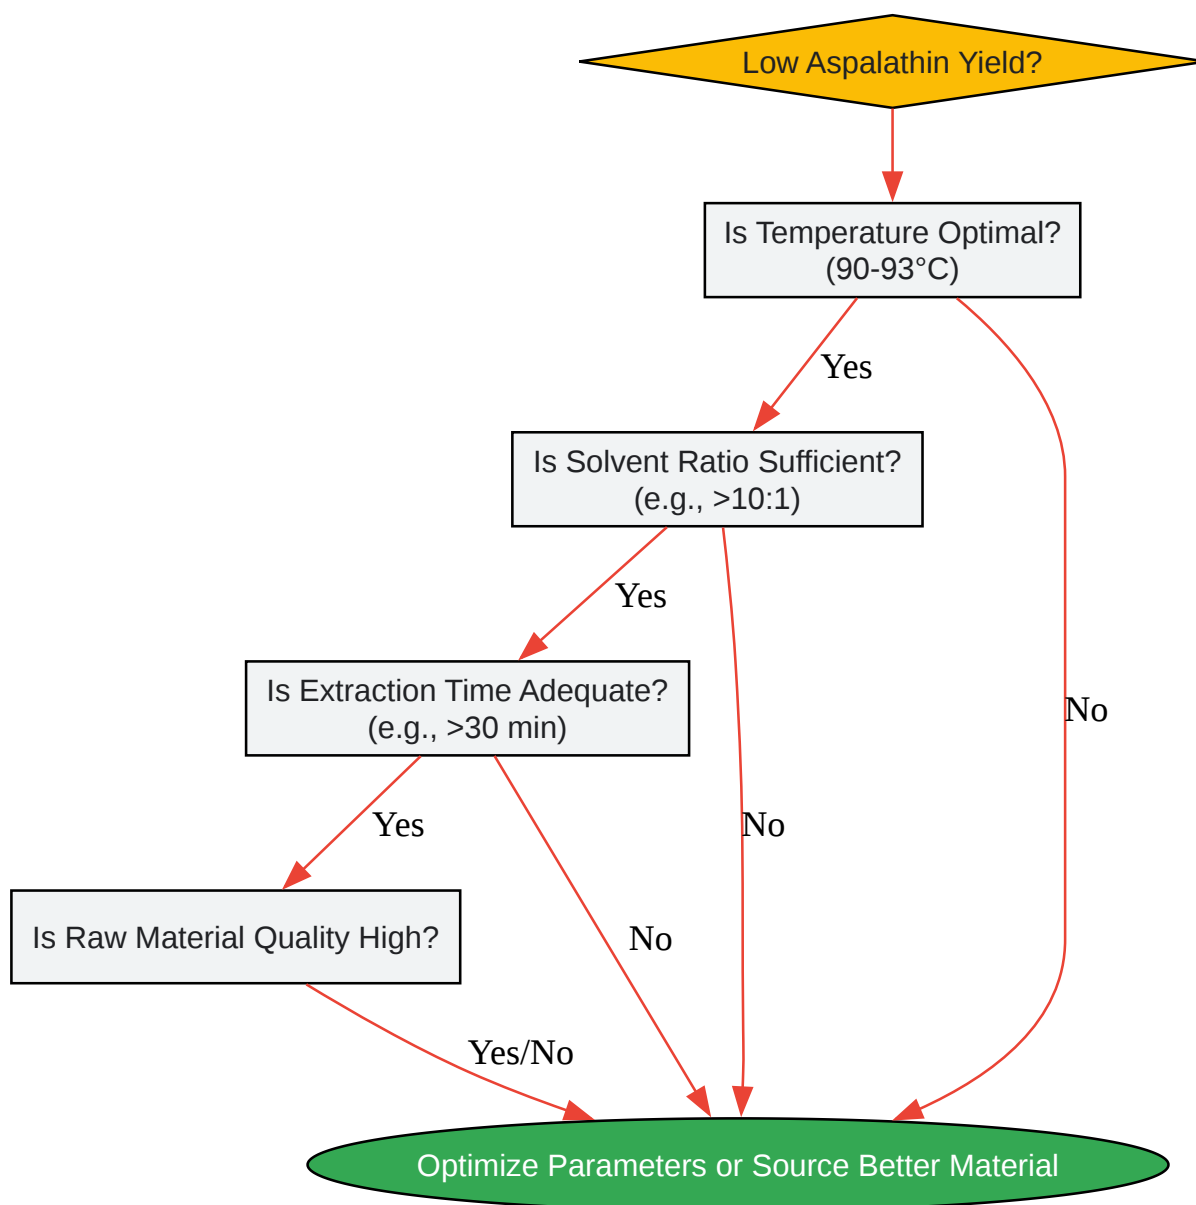 Low Aspalathin Yield?
Is Temperature Optimal?
(90-93°C)
Yes
Is Solvent Ratio Sufficient?
(e.g., >10:1)
Yes
Is Extraction Time Adequate?
(e.g., >30 min)
No
Yes
No
Is Raw Material Quality High?
No
Yes/No
Optimize Parameters or Source Better Material